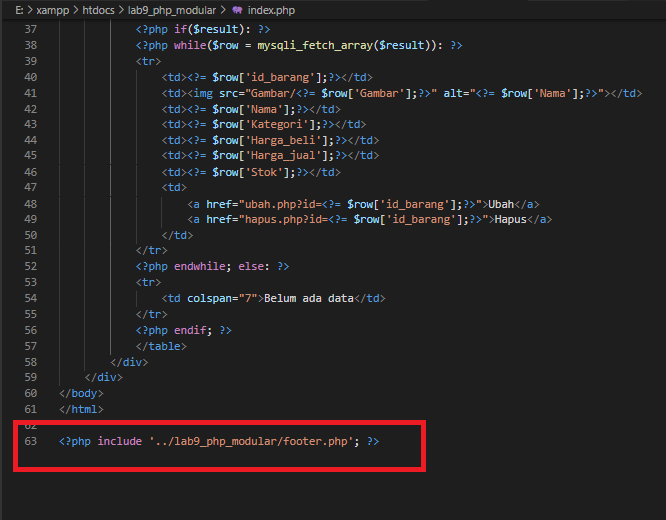 E: > xampp > htdocs > lab9_php_modular > index.php
37 <?php if($result): ?>
38 <?php while($row = mysqli_fetch_array($result)): ?>
39 <tr>
40 <td><?= $row['id_barang'];?></td>
41 <td><img src="Gambar/<?= $row['Gambar'];?>" alt="<?= $row['Nama'];?>"></td>
42 <td><?= $row['Nama'];?></td>
43 <td><?= $row['Kategori'];?></td>
44 <td><?= $row['Harga_beli'];?></td>
45 <td><?= $row['Harga_jual'];?></td>
46 <td><?= $row['Stok'];?></td>
47 <td>
48 <a href="ubah.php?id=<?= $row['id_barang'];?>">Ubah</a>
49 <a href="hapus.php?id=<?= $row['id_barang'];?>">Hapus</a>
50 </td>
51 </tr>
52 <?php endwhile; else: ?>
53 <tr>
54 <td colspan="7">Belum ada data</td>
55 </tr>
56 <?php endif; ?>
57 </table>
58 </div>
59 </div>
60 </body>
61 </html>
62
63 <?php include '../lab9_php_modular/footer.php'; ?>